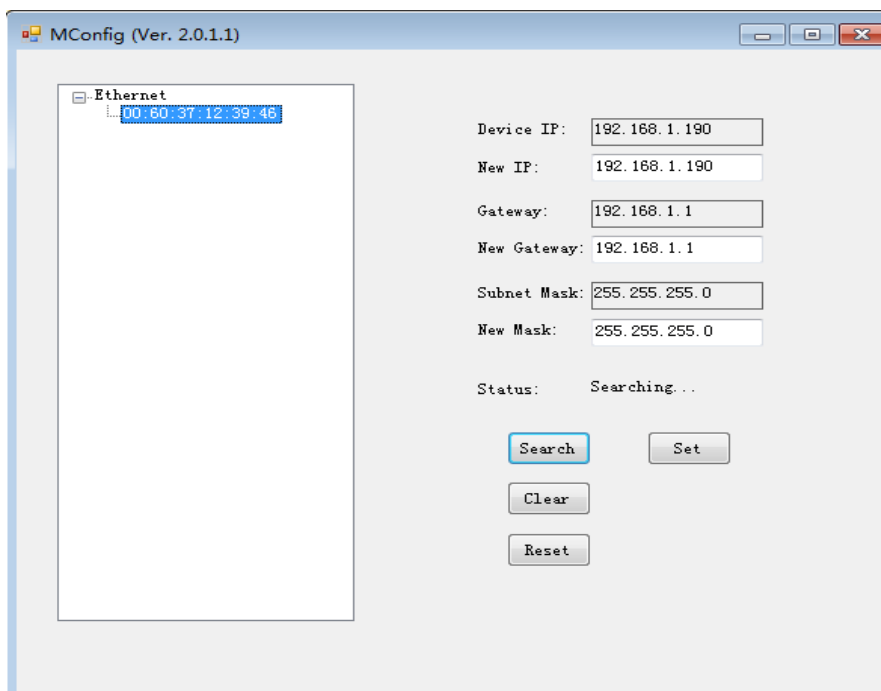 MConfig (Ver. 2.0.1.1)
Ethernet
00:60:37:12:39:46
Device IP: 192.168.1.190
New IP: 192.168.1.190
Gateway: 192.168.1.1
New Gateway: 192.168.1.1
Subnet Mask: 255.255.255.0
New Mask: 255.255.255.0
Status: Searching...
Search Set
Clear
Reset